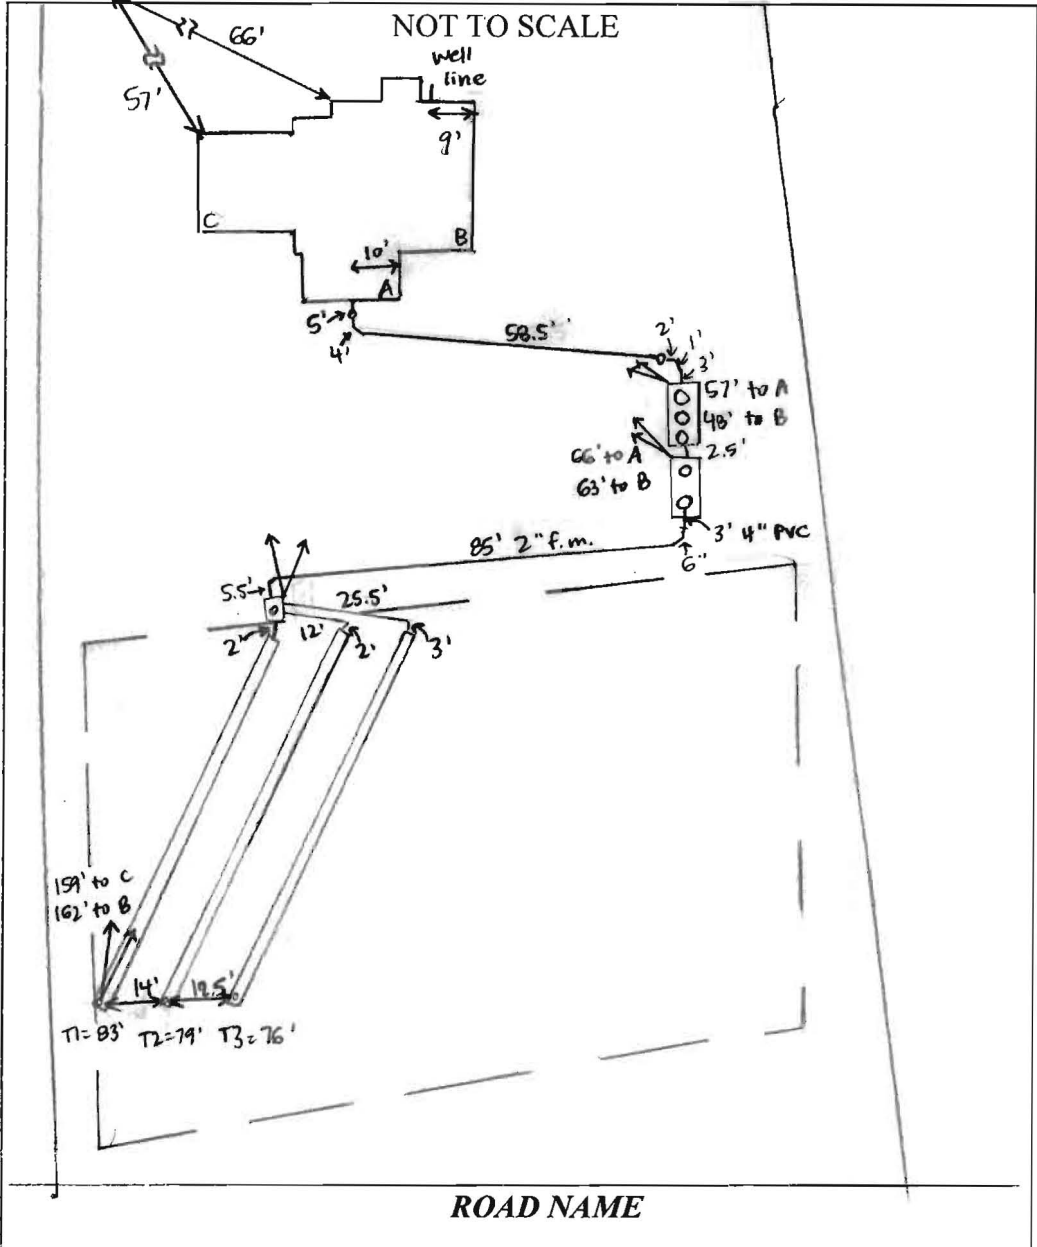 NOT TO SCALE
66'
well
line
57'
9'
C
B
10'
A
5'
4'
58.5'
2'
1'
3'
57' to A
48' to B
2.5'
66' to A
63' to B
3' 4" PVC
85' 2" f.m.
6"
5.5'
25.5'
2'
12'
2'
3'
159' to C
162' to B
14'
12.5'
T1=83'
T2=79'
T3=76'
ROAD NAME